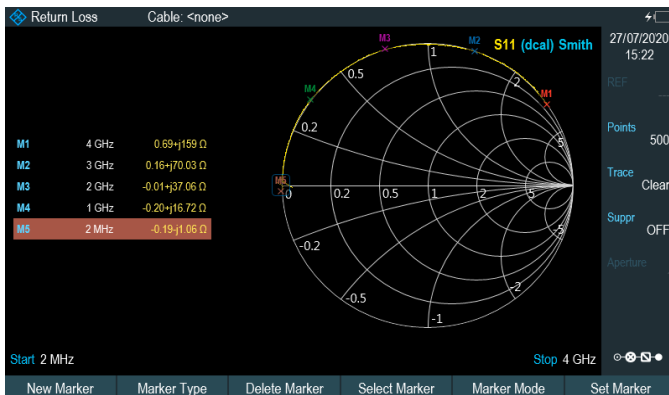 Return Loss Cable: <none>
27/07/2020
15:22
S11 (dcal) Smith
REF
M3
M2
M4
M1
M5
1
0.5
2
0.2
5
0 0.2 0.5 1 2 5
-0.2
-5
-0.5
-2
-1
M1 4 GHz 0.69+j159 Ω
M2 3 GHz 0.16+j70.03 Ω
M3 2 GHz -0.01+j37.06 Ω
M4 1 GHz -0.20+j16.72 Ω
M5 2 MHz -0.19-j1.06 Ω
Points
500
Trace
Clear
Suppr
OFF
Aperture
Start 2 MHz Stop 4 GHz
New Marker Marker Type Delete Marker Select Marker Marker Mode Set Marker